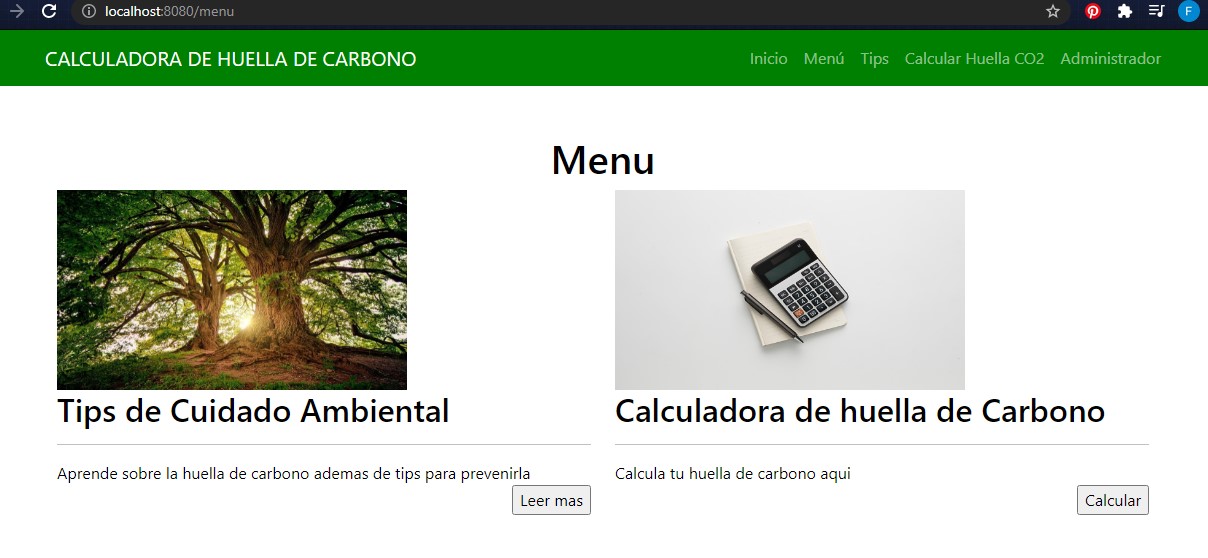 localhost:8080/menu
F
CALCULADORA DE HUELLA DE CARBONO
Inicio Menú Tips Calcular Huella CO2 Administrador
Menu
Tips de Cuidado Ambiental
Aprende sobre la huella de carbono ademas de tips para prevenirla
Leer mas
Calculadora de huella de Carbono
Calcula tu huella de carbono aqui
Calcular